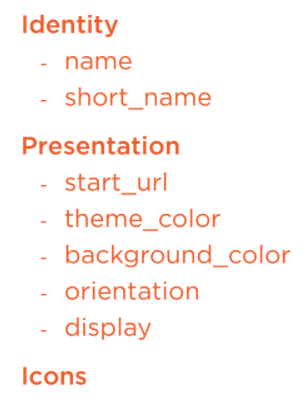 Identity
- name
- short_name
Presentation
- start_url
- theme_color
- background_color
- orientation
- display
Icons